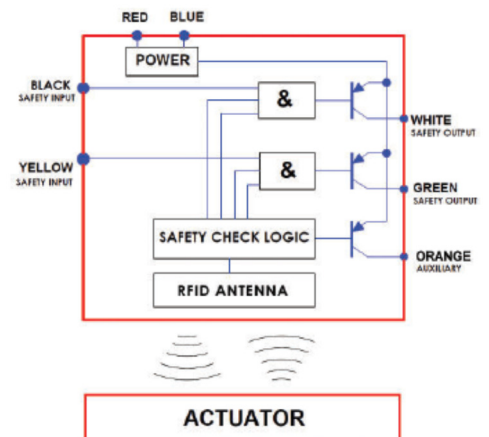 RED BLUE
POWER
BLACK
SAFETY INPUT
&
WHITE
SAFETY OUTPUT
YELLOW
SAFETY INPUT
&
GREEN
SAFETY OUTPUT
SAFETY CHECK LOGIC
ORANGE
AUXILIARY
RFID ANTENNA
ACTUATOR